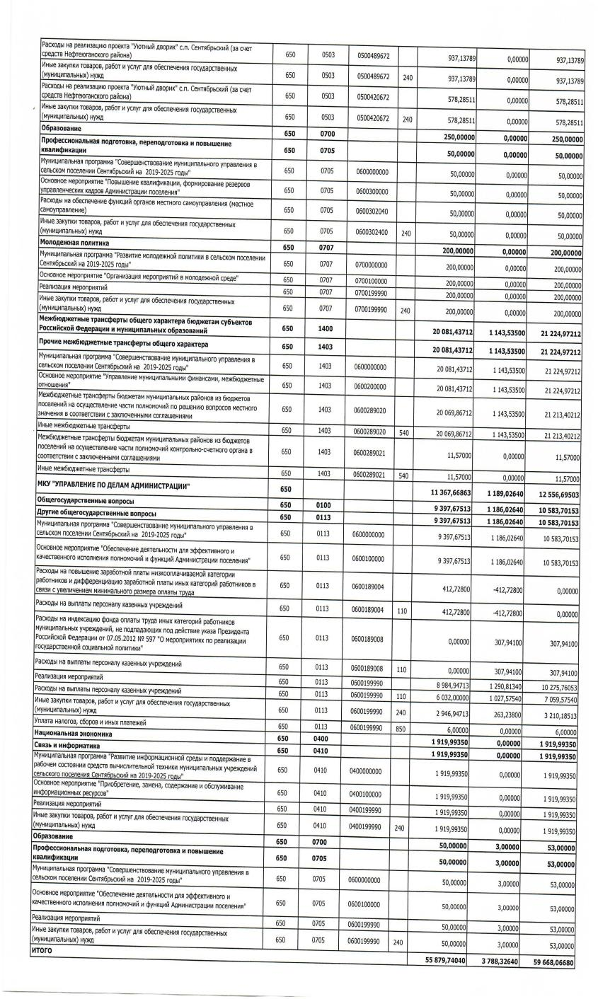 Расходы на реализацию проекта "Уютный дворик" с.п. Сентябрьский (за счет
средств Нефтеюганского района) 650 0503 0500489672 937,13789 0,00000 937,13789
Иные закупки товаров, работ и услуг для обеспечения государственных
(муниципальных) нужд 650 0503 0500489672 240 937,13789 0,00000 937,13789
Расходы на реализацию проекта "Уютный дворик" с.п. Сентябрьский (за счет
средств Нефтеюганского района) 650 0503 0500420672 578,28511 0,00000 578,28511
Иные закупки товаров, работ и услуг для обеспечения государственных
(муниципальных) нужд 650 0503 0500420672 240 578,28511 0,00000 578,28511
Образование 650 0700 250,00000 0,00000 250,00000
Профессиональная подготовка, переподготовка и повышение
квалификации 650 0705 50,00000 0,00000 50,00000
Муниципальная программа "Совершенствование муниципального управления в
сельском поселении Сентябрьский на 2019-2025 годы" 650 0705 0600000000 50,00000 0,00000 50,00000
Основное мероприятие "Повышение квалификации, формирование резервов
управленческих кадров Администрации поселения" 650 0705 0600300000 50,00000 0,00000 50,00000
Расходы на обеспечение функций органов местного самоуправления (местное
самоуправление) 650 0705 0600302040 50,00000 0,00000 50,00000
Иные закупки товаров, работ и услуг для обеспечения государственных
(муниципальных) нужд 650 0705 0600302400 240 50,00000 0,00000 50,00000
Молодежная политика 650 0707 200,00000 0,00000 200,00000
Муниципальная программа "Развитие молодежной политики в сельском поселении
Сентябрьский на 2019-2025 годы" 650 0707 0700000000 200,00000 0,00000 200,00000
Основное мероприятие "Организация мероприятий в молодежной среде" 650 0707 0700100000 200,00000 0,00000 200,00000
Реализация мероприятий 650 0707 0700199990 200,00000 0,00000 200,00000
Иные закупки товаров, работ и услуг для обеспечения государственных
(муниципальных) нужд 650 0707 0700199990 240 200,00000 0,00000 200,00000
Межбюджетные трансферты общего характера бюджетам субъектов
Российской Федерации и муниципальных образований 650 1400 20 081,43712 1 143,53500 21 224,97212
Прочие межбюджетные трансферты общего характера 650 1403 20 081,43712 1 143,53500 21 224,97212
Муниципальная программа "Совершенствование муниципального управления в
сельском поселении Сентябрьский на 2019-2025 годы" 650 1403 0600000000 20 081,43712 1 143,53500 21 224,97212
Основное мероприятие "Управление муниципальными финансами, межбюджетные
отношения" 650 1403 0600200000 20 081,43712 1 143,53500 21 224,97212
Межбюджетные трансферты бюджетам муниципальных районов из бюджетов
поселений на осуществление части полномочий по решению вопросов местного
значения в соответствии с заключенными соглашениями 650 1403 0600289020 20 069,86712 1 143,53500 21 213,40212
Иные межбюджетные трансферты 650 1403 0600289020 540 20 069,86712 1 143,53500 21 213,40212
Межбюджетные трансферты бюджетам муниципальных районов из бюджетов
поселений на осуществление части полномочий контрольно-счетного органа в
соответствии с заключенными соглашениями 650 1403 0600289021 11,57000 0,00000 11,57000
Иные межбюджетные трансферты 650 1403 0600289021 540 11,57000 0,00000 11,57000
МКУ "УПРАВЛЕНИЕ ПО ДЕЛАМ АДМИНИСТРАЦИИ" 650 11 367,66863 1 189,02640 12 556,69503
Общегосударственные вопросы 650 0100 9 397,67513 1 186,02640 10 583,70153
Другие общегосударственные вопросы 650 0113 9 397,67513 1 186,02640 10 583,70153
Муниципальная программа "Совершенствование муниципального управления в
сельском поселении Сентябрьский на 2019-2025 годы" 650 0113 0600000000 9 397,67513 1 186,02640 10 583,70153
Основное мероприятие "Обеспечение деятельности для эффективного и
качественного исполнения полномочий и функций Администрации поселения" 650 0113 0600100000 9 397,67513 1 186,02640 10 583,70153
Расходы на повышение заработной платы низкооплачиваемой категории
работников и дифференциацию заработной платы иных категорий работников в
связи с увеличением минимального размера оплаты труда 650 0113 0600189004 412,72800 -412,72800 0,00000
Расходы на выплаты персоналу казенных учреждений 650 0113 0600189004 110 412,72800 -412,72800 0,00000
Расходы на индексацию фонда оплаты труда иных категорий работников
муниципальных учреждений, не подпадающих под действие указа Президента
Российской Федерации от 07.05.2012 № 597 "О мероприятиях по реализации
государственной социальной политики" 650 0113 0600189008 0,00000 307,94100 307,94100
Расходы на выплаты персоналу казенных учреждений 650 0113 0600189008 110 0,00000 307,94100 307,94100
Реализация мероприятий 650 0113 0600199990 8 984,94713 1 290,81340 10 275,76053
Расходы на выплаты персоналу казенных учреждений 650 0113 0600199990 110 6 032,00000 1 027,57540 7 059,57540
Иные закупки товаров, работ и услуг для обеспечения государственных
(муниципальных) нужд 650 0113 0600199990 240 2 946,94713 263,23800 3 210,18513
Уплата налогов, сборов и иных платежей 650 0113 0600199990 850 6,00000 0,00000 6,00000
Национальная экономика 650 0400 1 919,99350 0,00000 1 919,99350
Связь и информатика 650 0410 1 919,99350 0,00000 1 919,99350
Муниципальная программа "Развитие информационной среды и поддержание в
рабочем состоянии средств вычислительной техники муниципальных учреждений
сельского поселения Сентябрьский на 2019-2025 годы" 650 0410 0400000000 1 919,99350 0,00000 1 919,99350
Основное мероприятие "Приобретение, замена, содержание и обслуживание
информационных ресурсов" 650 0410 0400100000 1 919,99350 0,00000 1 919,99350
Реализация мероприятий 650 0410 0400199990 1 919,99350 0,00000 1 919,99350
Иные закупки товаров, работ и услуг для обеспечения государственных
(муниципальных) нужд 650 0410 0400199990 240 1 919,99350 0,00000 1 919,99350
Образование 650 0700 50,00000 3,00000 53,00000
Профессиональная подготовка, переподготовка и повышение
квалификации 650 0705 50,00000 3,00000 53,00000
Муниципальная программа "Совершенствование муниципального управления в
сельском поселении Сентябрьский на 2019-2025 годы" 650 0705 0600000000 50,00000 3,00000 53,00000
Основное мероприятие "Обеспечение деятельности для эффективного и
качественного исполнения полномочий и функций Администрации поселения" 650 0705 0600100000 50,00000 3,00000 53,00000
Реализация мероприятий 650 0705 0600199990 50,00000 3,00000 53,00000
Иные закупки товаров, работ и услуг для обеспечения государственных
(муниципальных) нужд 650 0705 0600199990 240 50,00000 3,00000 53,00000
ИТОГО 55 879,74040 3 788,32640 59 668,06680